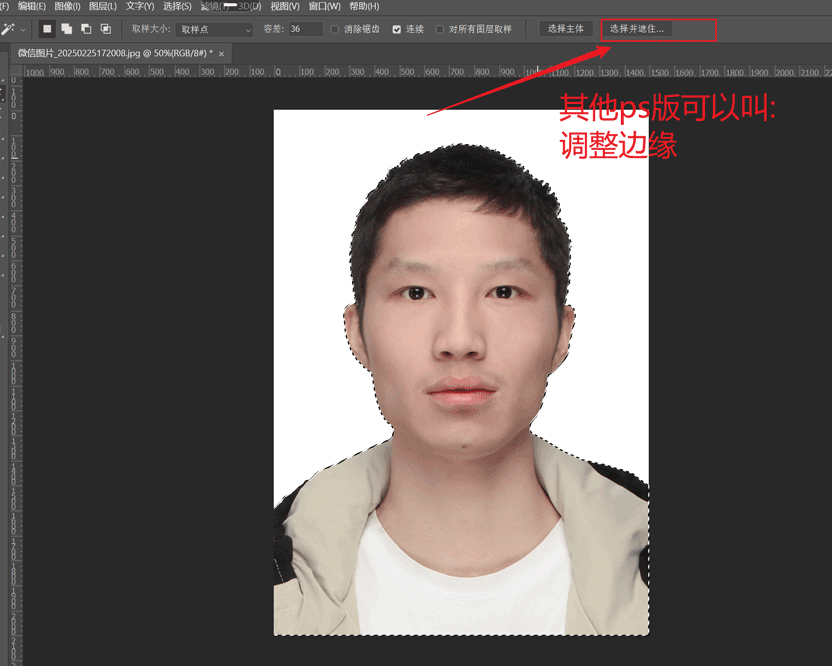 (F) 编辑(E) 图像(I) 图层(L) 文字(Y) 选择(S) 滤镜(T) 3D(D) 视图(V) 窗口(W) 帮助(H)
取样大小: 取样点 容差: 36 消除锯齿 连续 对所有图层取样 选择主体 选择并遮住...
微信图片_20250225172008.jpg @ 50%(RGB/8#) * ×
1000 900 800 700 600 500 400 300 200 100 0 100 200 300 400 500 600 700 800 900 1000 1100 1200 1300 1400 1500 1600 1700 1800 1900 2000 2100
其他ps版可以叫:
调整边缘